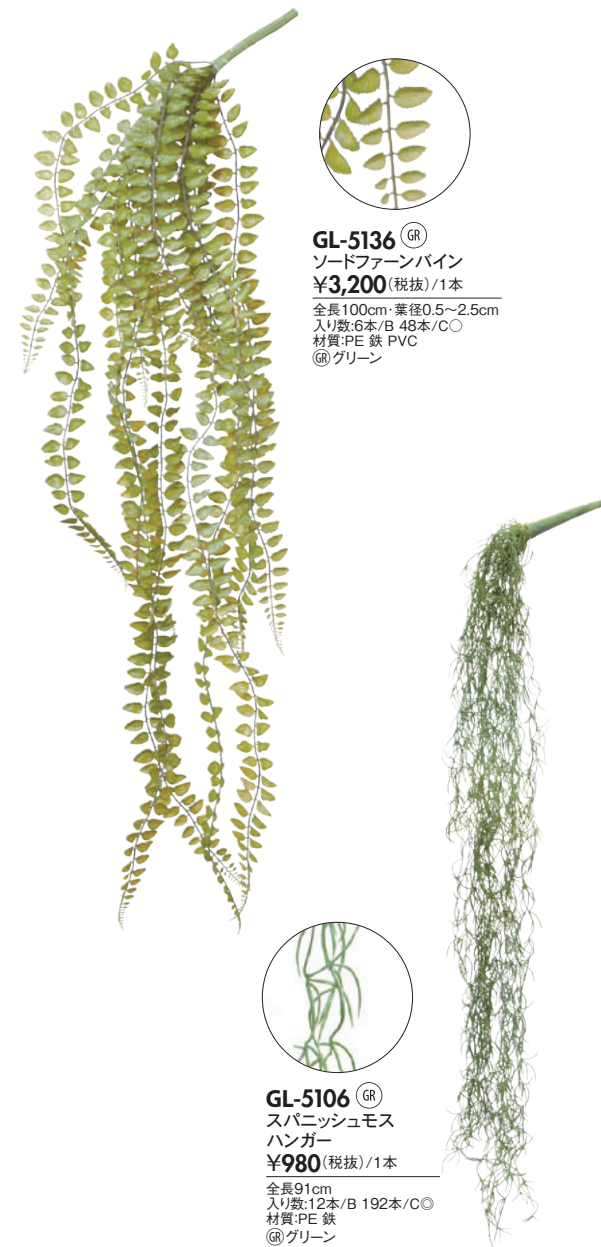 GL-5136 GR
ソードファーンバイン
¥3,200(税抜)/1本
全長100cm・葉径0.5〜2.5cm
入り数:6本/B 48本/C○
材質:PE 鉄 PVC
GRグリーン
GL-5106 GR
スパニッシュモス
ハンガー
¥980(税抜)/1本
全長91cm
入り数:12本/B 192本/C◎
材質:PE 鉄
GRグリーン